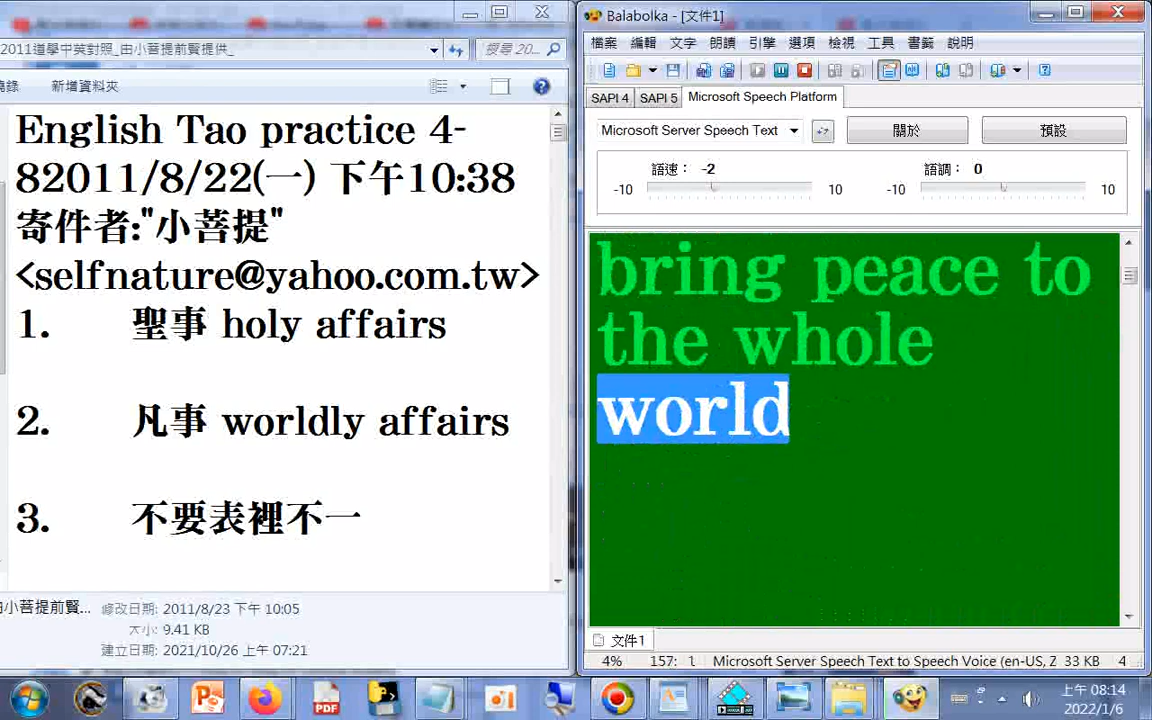 2011道學中英對照_由小菩提前賢提供_
搜尋 20...
新增資料夾
English Tao practice 4-
82011/8/22(一) 下午10:38
寄件者:"小菩提"
<selfnature@yahoo.com.tw>
1. 聖事 holy affairs
2. 凡事 worldly affairs
3. 不要表裡不一
由小菩提前賢... 修改日期: 2011/8/23 下午 10:05
大小: 9.41 KB
建立日期: 2021/10/26 上午 07:21
Balabolka - [文件1]
檔案 編輯 文字 朗讀 引擎 選項 檢視 工具 書籤 說明
SAPI 4 SAPI 5 Microsoft Speech Platform
Microsoft Server Speech Text 關於 預設
語速: -2 語調: 0
-10 10 -10 10
bring peace to
the whole
world
文件1
4% 157: 1 Microsoft Server Speech Text to Speech Voice (en-US, Z 33 KB 4
PDF
上午 08:14
2022/1/6